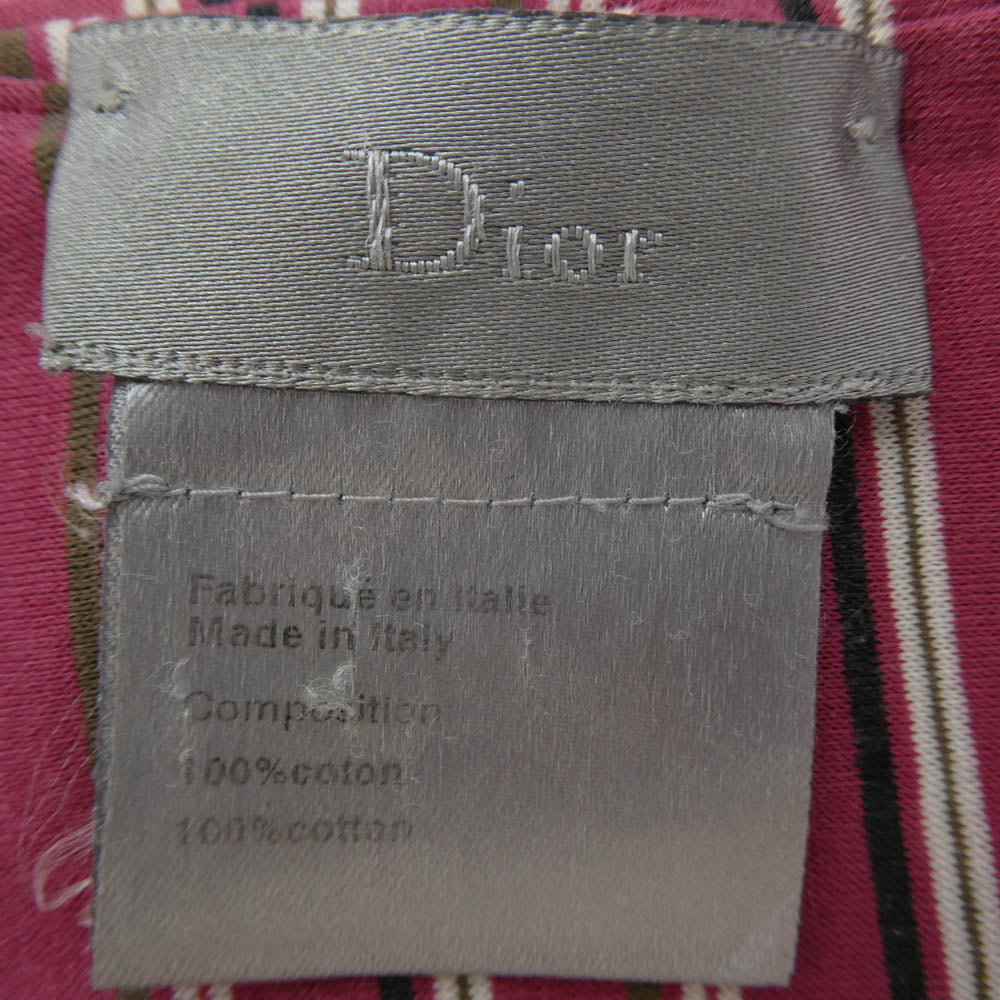 Dior
Fabriqué en Italie
Made in Italy
Composition
100%coton
100%cotton